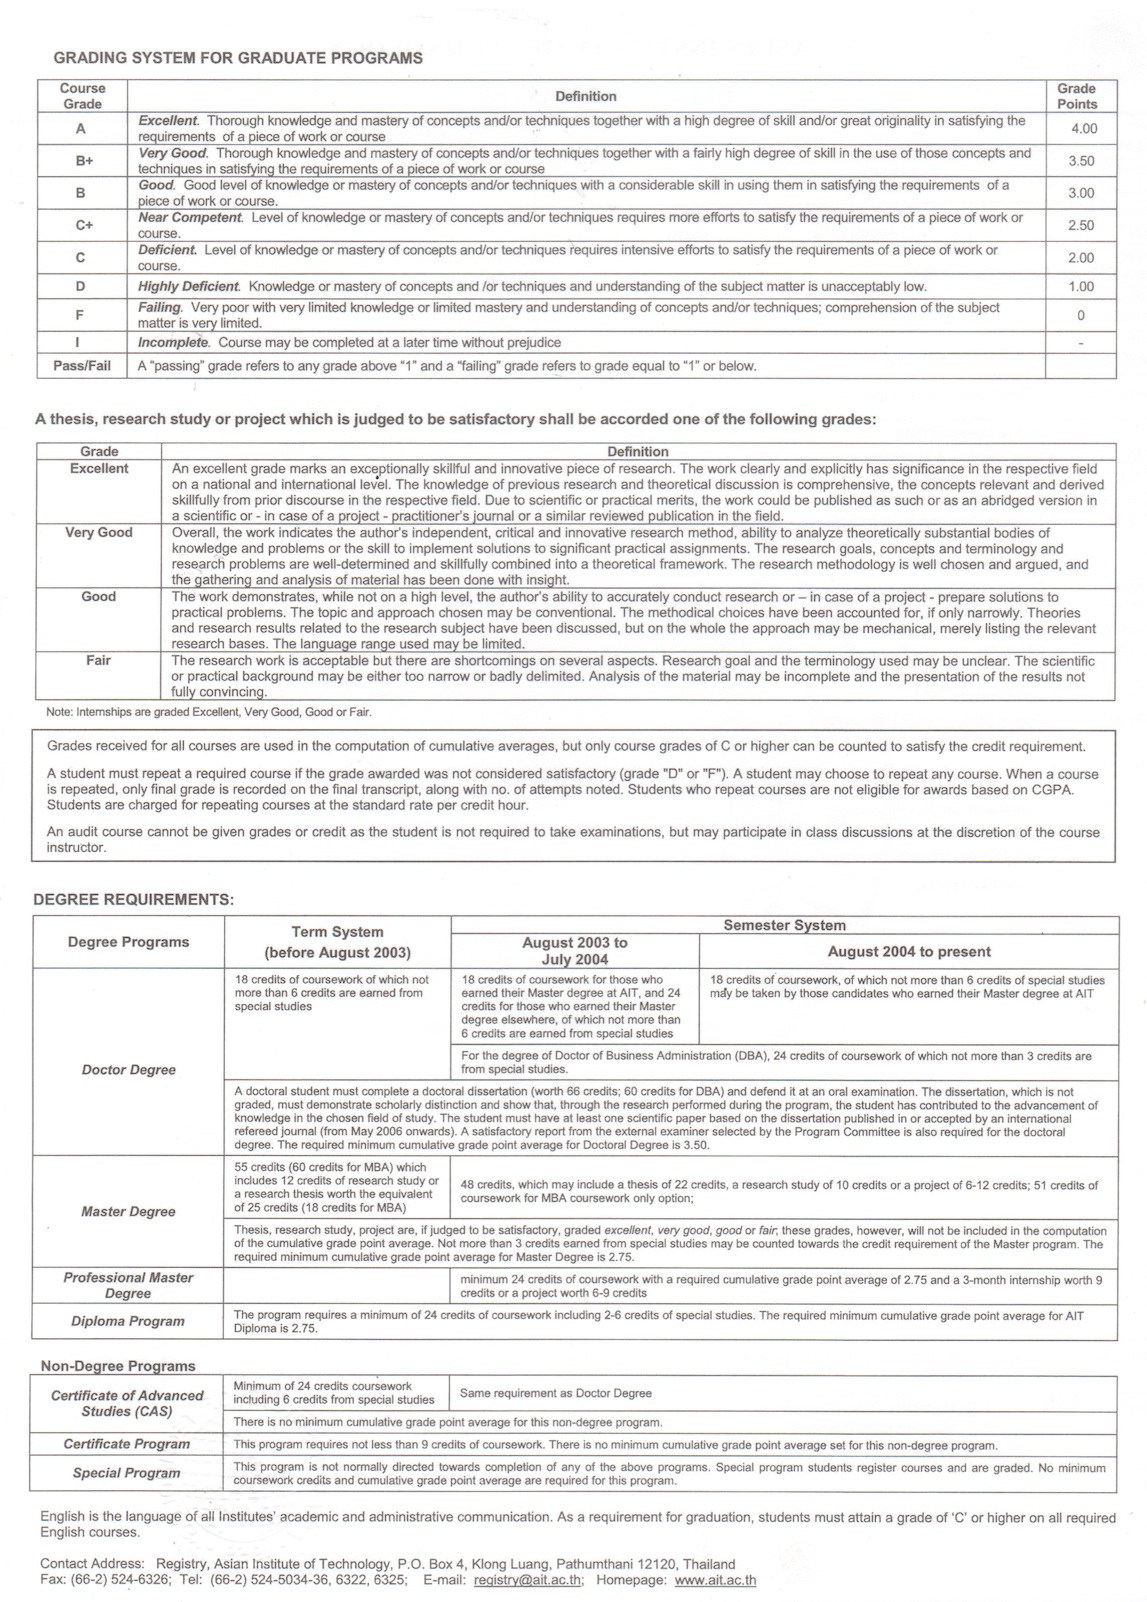 GRADING SYSTEM FOR GRADUATE PROGRAMS
Course Grade
Definition
Grade Points
A
Excellent. Thorough knowledge and mastery of concepts and/or techniques together with a high degree of skill and/or great originality in satisfying the
requirements of a piece of work or course
4.00
B+
Very Good. Thorough knowledge and mastery of concepts and/or techniques together with a fairly high degree of skill in the use of those concepts and
techniques in satisfying the requirements of a piece of work or course
3.50
B
Good. Good level of knowledge or mastery of concepts and/or techniques with a considerable skill in using them in satisfying the requirements of a
piece of work or course.
3.00
C+
Near Competent. Level of knowledge or mastery of concepts and/or techniques requires more efforts to satisfy the requirements of a piece of work or
course.
2.50
C
Deficient. Level of knowledge or mastery of concepts and/or techniques requires intensive efforts to satisfy the requirements of a piece of work or
course.
2.00
D
Highly Deficient. Knowledge or mastery of concepts and /or techniques and understanding of the subject matter is unacceptably low.
1.00
F
Failing. Very poor with very limited knowledge or limited mastery and understanding of concepts and/or techniques; comprehension of the subject
matter is very limited.
0
I
Incomplete. Course may be completed at a later time without prejudice
-
Pass/Fail
A "passing" grade refers to any grade above "1" and a "failing" grade refers to grade equal to "1" or below.
A thesis, research study or project which is judged to be satisfactory shall be accorded one of the following grades:
Grade
Definition
Excellent
An excellent grade marks an exceptionally skillful and innovative piece of research. The work clearly and explicitly has significance in the respective field
on a national and international level. The knowledge of previous research and theoretical discussion is comprehensive, the concepts relevant and derived
skillfully from prior discourse in the respective field. Due to scientific or practical merits, the work could be published as such or as an abridged version in
a scientific or - in case of a project - practitioner's journal or a similar reviewed publication in the field.
Very Good
Overall, the work indicates the author's independent, critical and innovative research method, ability to analyze theoretically substantial bodies of
knowledge and problems or the skill to implement solutions to significant practical assignments. The research goals, concepts and terminology and
research problems are well-determined and skillfully combined into a theoretical framework. The research methodology is well chosen and argued, and
the gathering and analysis of material has been done with insight.
Good
The work demonstrates, while not on a high level, the author's ability to accurately conduct research or – in case of a project - prepare solutions to
practical problems. The topic and approach chosen may be conventional. The methodical choices have been accounted for, if only narrowly. Theories
and research results related to the research subject have been discussed, but on the whole the approach may be mechanical, merely listing the relevant
research bases. The language range used may be limited.
Fair
The research work is acceptable but there are shortcomings on several aspects. Research goal and the terminology used may be unclear. The scientific
or practical background may be either too narrow or badly delimited. Analysis of the material may be incomplete and the presentation of the results not
fully convincing.
Note: Internships are graded Excellent, Very Good, Good or Fair.
Grades received for all courses are used in the computation of cumulative averages, but only course grades of C or higher can be counted to satisfy the credit requirement.
A student must repeat a required course if the grade awarded was not considered satisfactory (grade "D" or "F"). A student may choose to repeat any course. When a course
is repeated, only final grade is recorded on the final transcript, along with no. of attempts noted. Students who repeat courses are not eligible for awards based on CGPA.
Students are charged for repeating courses at the standard rate per credit hour.
An audit course cannot be given grades or credit as the student is not required to take examinations, but may participate in class discussions at the discretion of the course
instructor.
DEGREE REQUIREMENTS:
Degree Programs
Term System
(before August 2003)
Semester System
August 2003 to
July 2004
August 2004 to present
Doctor Degree
18 credits of coursework of which not
more than 6 credits are earned from
special studies
18 credits of coursework for those who
earned their Master degree at AIT, and 24
credits for those who earned their Master
degree elsewhere, of which not more than
6 credits are earned from special studies
18 credits of coursework, of which not more than 6 credits of special studies
may be taken by those candidates who earned their Master degree at AIT
For the degree of Doctor of Business Administration (DBA), 24 credits of coursework of which not more than 3 credits are
from special studies.
A doctoral student must complete a doctoral dissertation (worth 66 credits; 60 credits for DBA) and defend it at an oral examination. The dissertation, which is not
graded, must demonstrate scholarly distinction and show that, through the research performed during the program, the student has contributed to the advancement of
knowledge in the chosen field of study. The student must have at least one scientific paper based on the dissertation published in or accepted by an international
refereed journal (from May 2006 onwards). A satisfactory report from the external examiner selected by the Program Committee is also required for the doctoral
degree. The required minimum cumulative grade point average for Doctoral Degree is 3.50.
Master Degree
55 credits (60 credits for MBA) which
includes 12 credits of research study or
a research thesis worth the equivalent
of 25 credits (18 credits for MBA)
48 credits, which may include a thesis of 22 credits, a research study of 10 credits or a project of 6-12 credits; 51 credits of
coursework for MBA coursework only option;
Thesis, research study, project are, if judged to be satisfactory, graded excellent, very good, good or fair; these grades, however, will not be included in the computation
of the cumulative grade point average. Not more than 3 credits earned from special studies may be counted towards the credit requirement of the Master program. The
required minimum cumulative grade point average for Master Degree is 2.75.
Professional Master
Degree
minimum 24 credits of coursework with a required cumulative grade point average of 2.75 and a 3-month internship worth 9
credits or a project worth 6-9 credits
Diploma Program
The program requires a minimum of 24 credits of coursework including 2-6 credits of special studies. The required minimum cumulative grade point average for AIT
Diploma is 2.75.
Non-Degree Programs
Certificate of Advanced
Studies (CAS)
Minimum of 24 credits coursework
including 6 credits from special studies
Same requirement as Doctor Degree
There is no minimum cumulative grade point average for this non-degree program.
Certificate Program
This program requires not less than 9 credits of coursework. There is no minimum cumulative grade point average set for this non-degree program.
Special Program
This program is not normally directed towards completion of any of the above programs. Special program students register courses and are graded. No minimum
coursework credits and cumulative grade point average are required for this program.
English is the language of all Institutes' academic and administrative communication. As a requirement for graduation, students must attain a grade of 'C' or higher on all required
English courses.
Contact Address: Registry, Asian Institute of Technology, P.O. Box 4, Klong Luang, Pathumthani 12120, Thailand
Fax: (66-2) 524-6326; Tel: (66-2) 524-5034-36, 6322, 6325; E-mail: registry@ait.ac.th; Homepage: www.ait.ac.th